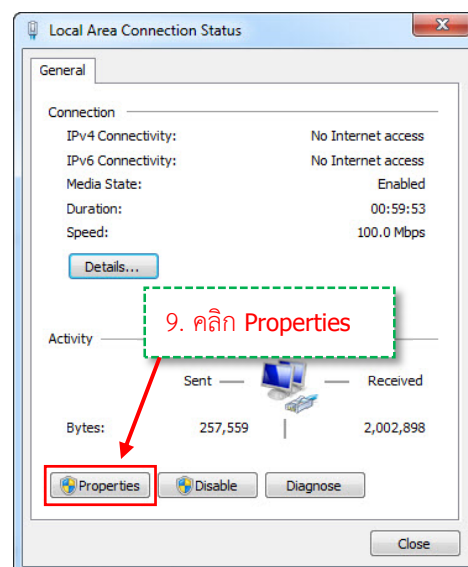 Local Area Connection Status
General
Connection
IPv4 Connectivity: No Internet access
IPv6 Connectivity: No Internet access
Media State: Enabled
Duration: 00:59:53
Speed: 100.0 Mbps
Details...
9. คลิก Properties
Activity
Sent Received
Bytes: 257,559 2,002,898
Properties Disable Diagnose
Close